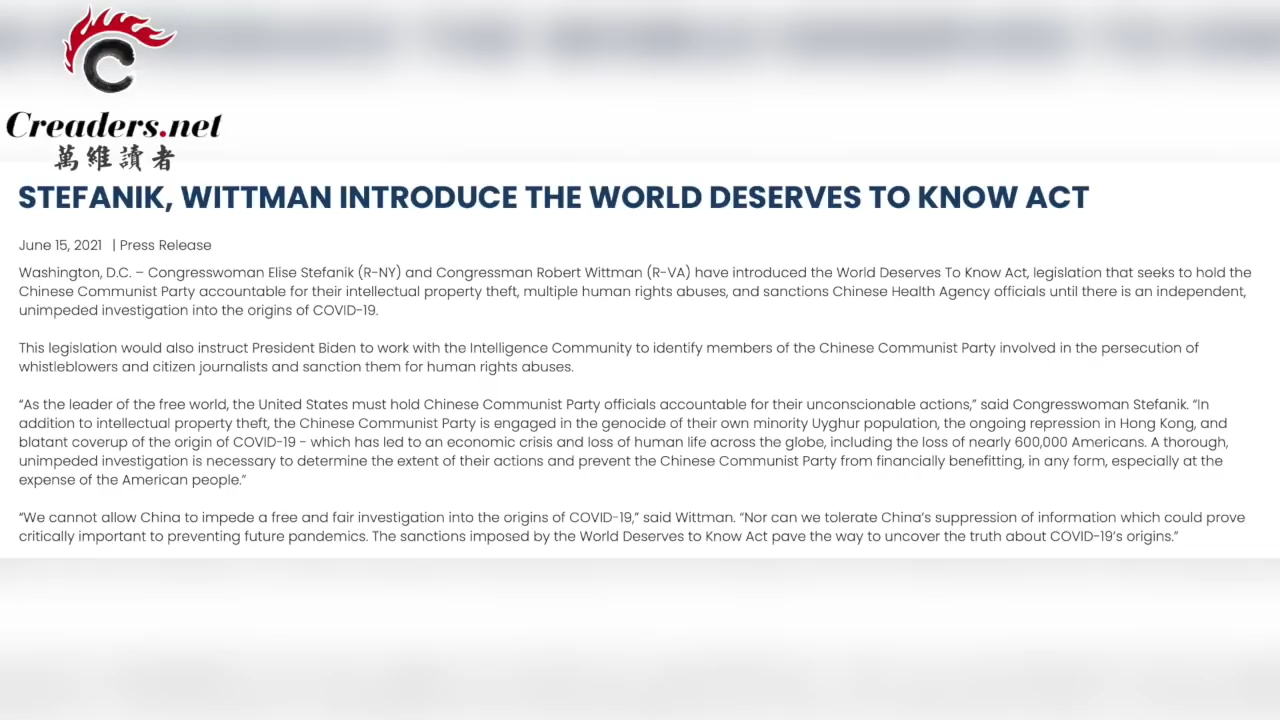 Creaders.net
萬維讀者
STEFANIK, WITTMAN INTRODUCE THE WORLD DESERVES TO KNOW ACT
June 15, 2021 | Press Release
Washington, D.C. – Congresswoman Elise Stefanik (R-NY) and Congressman Robert Wittman (R-VA) have introduced the World Deserves To Know Act, legislation that seeks to hold the
Chinese Communist Party accountable for their intellectual property theft, multiple human rights abuses, and sanctions Chinese Health Agency officials until there is an independent,
unimpeded investigation into the origins of COVID-19.
This legislation would also instruct President Biden to work with the Intelligence Community to identify members of the Chinese Communist Party involved in the persecution of
whistleblowers and citizen journalists and sanction them for human rights abuses.
“As the leader of the free world, the United States must hold Chinese Communist Party officials accountable for their unconscionable actions,” said Congresswoman Stefanik. “In
addition to intellectual property theft, the Chinese Communist Party is engaged in the genocide of their own minority Uyghur population, the ongoing repression in Hong Kong, and
blatant coverup of the origin of COVID-19 - which has led to an economic crisis and loss of human life across the globe, including the loss of nearly 600,000 Americans. A thorough,
unimpeded investigation is necessary to determine the extent of their actions and prevent the Chinese Communist Party from financially benefitting, in any form, especially at the
expense of the American people.”
“We cannot allow China to impede a free and fair investigation into the origins of COVID-19,” said Wittman. “Nor can we tolerate China’s suppression of information which could prove
critically important to preventing future pandemics. The sanctions imposed by the World Deserves to Know Act pave the way to uncover the truth about COVID-19’s origins.”